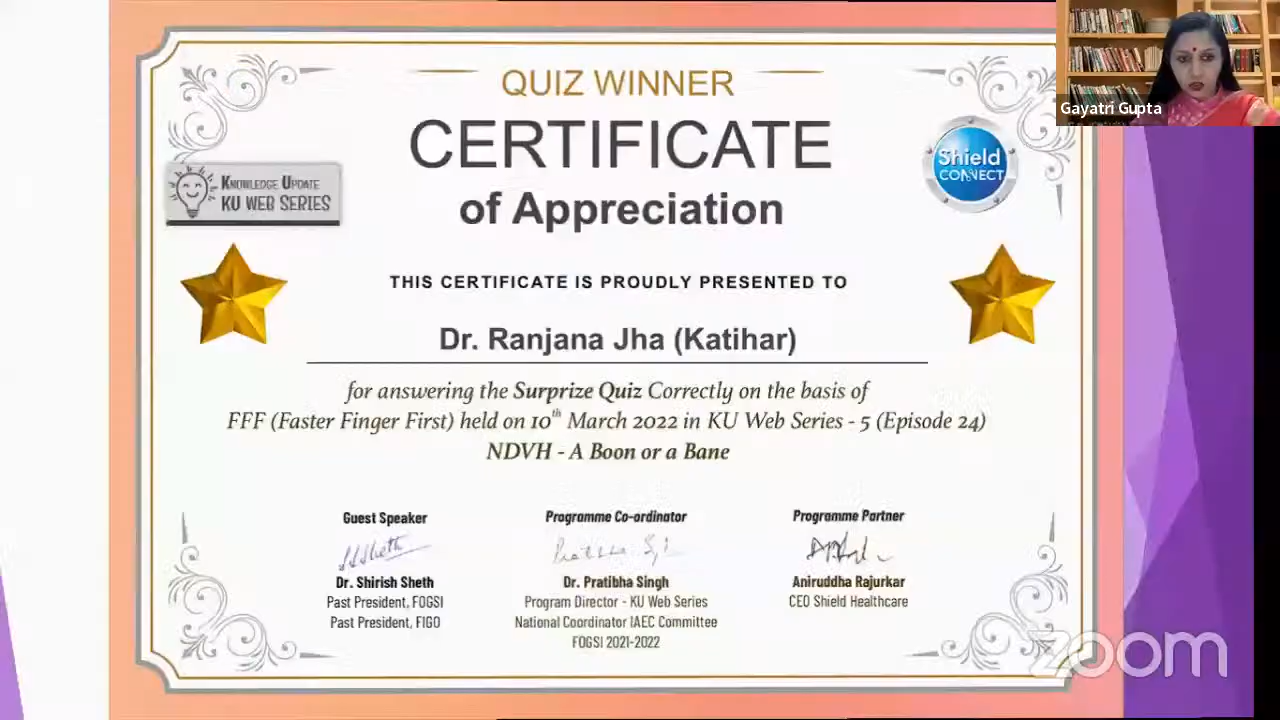 QUIZ WINNER
CERTIFICATE
of Appreciation
KNOWLEDGE UPDATE
KU WEB SERIES
Shield
CONNECT
Gayatri Gupta
THIS CERTIFICATE IS PROUDLY PRESENTED TO
Dr. Ranjana Jha (Katihar)
for answering the Surprize Quiz Correctly on the basis of
FFF (Faster Finger First) held on 10th March 2022 in KU Web Series - 5 (Episode 24)
NDVH - A Boon or a Bane
Guest Speaker
Dr. Shirish Sheth
Past President, FOGSI
Past President, FIGO
Programme Co-ordinator
Dr. Pratibha Singh
Program Director - KU Web Series
National Coordinator IAEC Committee
FOGSI 2021-2022
Programme Partner
Aniruddha Rajurkar
CEO Shield Healthcare
zoom